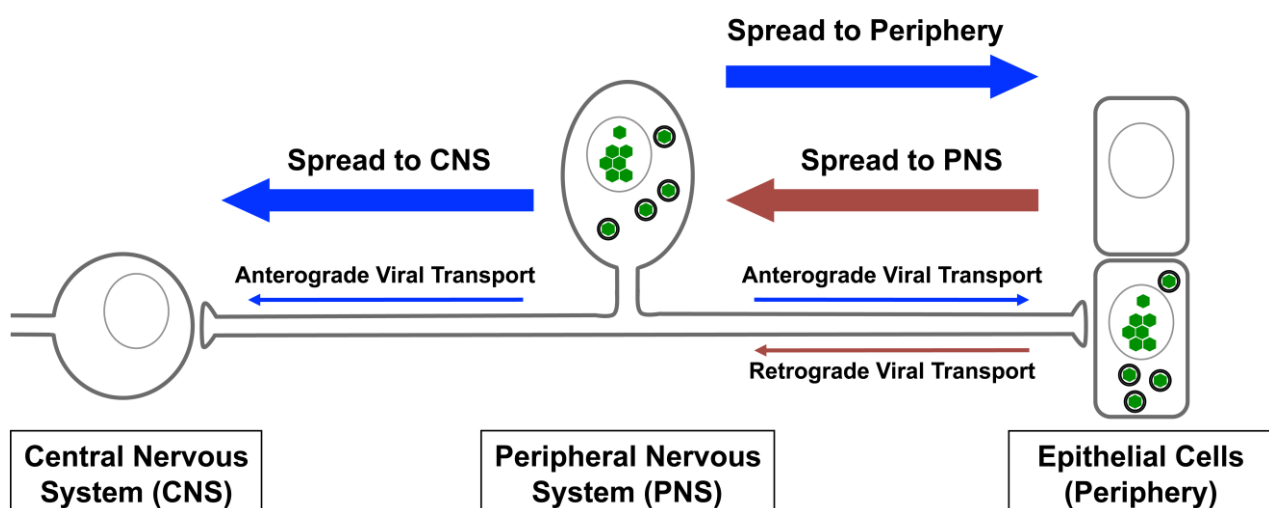 Spread to Periphery
Spread to CNS
Spread to PNS
Anterograde Viral Transport
Anterograde Viral Transport
Retrograde Viral Transport
Central Nervous
System (CNS)
Peripheral Nervous
System (PNS)
Epithelial Cells
(Periphery)